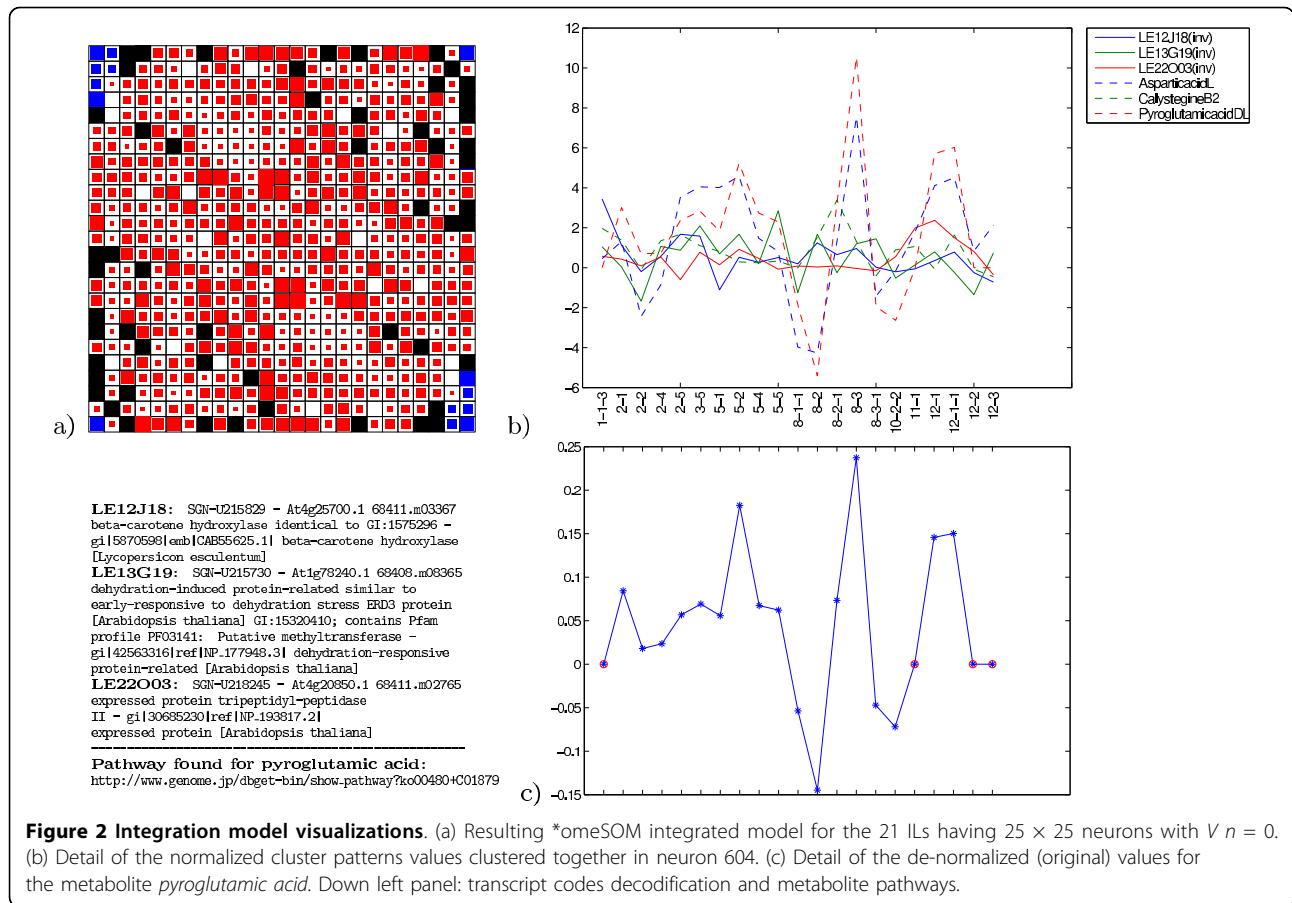 a)
12
10
8
6
4
2
0
−2
−4
−6
LE12J18(inv)
LE13G19(inv)
LE22O03(inv)
AsparticacidL
CallystegineB2
PyroglutamicacidDL
b)
1−1−3
2−1
2−2
2−4
2−5
3−5
5−1
5−2
5−4
5−5
8−1−1
8−2
8−2−1
8−3
8−3−1
10−2−2
11−1
12−1
12−1−1
12−2
12−3
LE12J18: SGN-U215829 - At4g25700.1 68411.m03367
beta-carotene hydroxylase identical to GI:1575296 -
gi|5870598|emb|CAB55625.1| beta-carotene hydroxylase
[Lycopersicon esculentum]
LE13G19: SGN-U215730 - At1g78240.1 68408.m08365
dehydration-induced protein-related similar to
early-responsive to dehydration stress ERD3 protein
[Arabidopsis thaliana] GI:15320410; contains Pfam
profile PF03141: Putative methyltransferase -
gi|42563316|ref|NP_177948.3| dehydration-responsive
protein-related [Arabidopsis thaliana]
LE22O03: SGN-U218245 - At4g20850.1 68411.m02765
expressed protein tripeptidyl-peptidase
II - gi|30685230|ref|NP_193817.2|
expressed protein [Arabidopsis thaliana]
Pathway found for pyroglutamic acid:
http://www.genome.jp/dbget-bin/show_pathway?ko00480+C01879
0.25
0.2
0.15
0.1
0.05
0
−0.05
−0.1
−0.15
c)
Figure 2 Integration model visualizations. (a) Resulting *omeSOM integrated model for the 21 ILs having 25 × 25 neurons with V n = 0.
(b) Detail of the normalized cluster patterns values clustered together in neuron 604. (c) Detail of the de-normalized (original) values for
the metabolite pyroglutamic acid. Down left panel: transcript codes decodification and metabolite pathways.